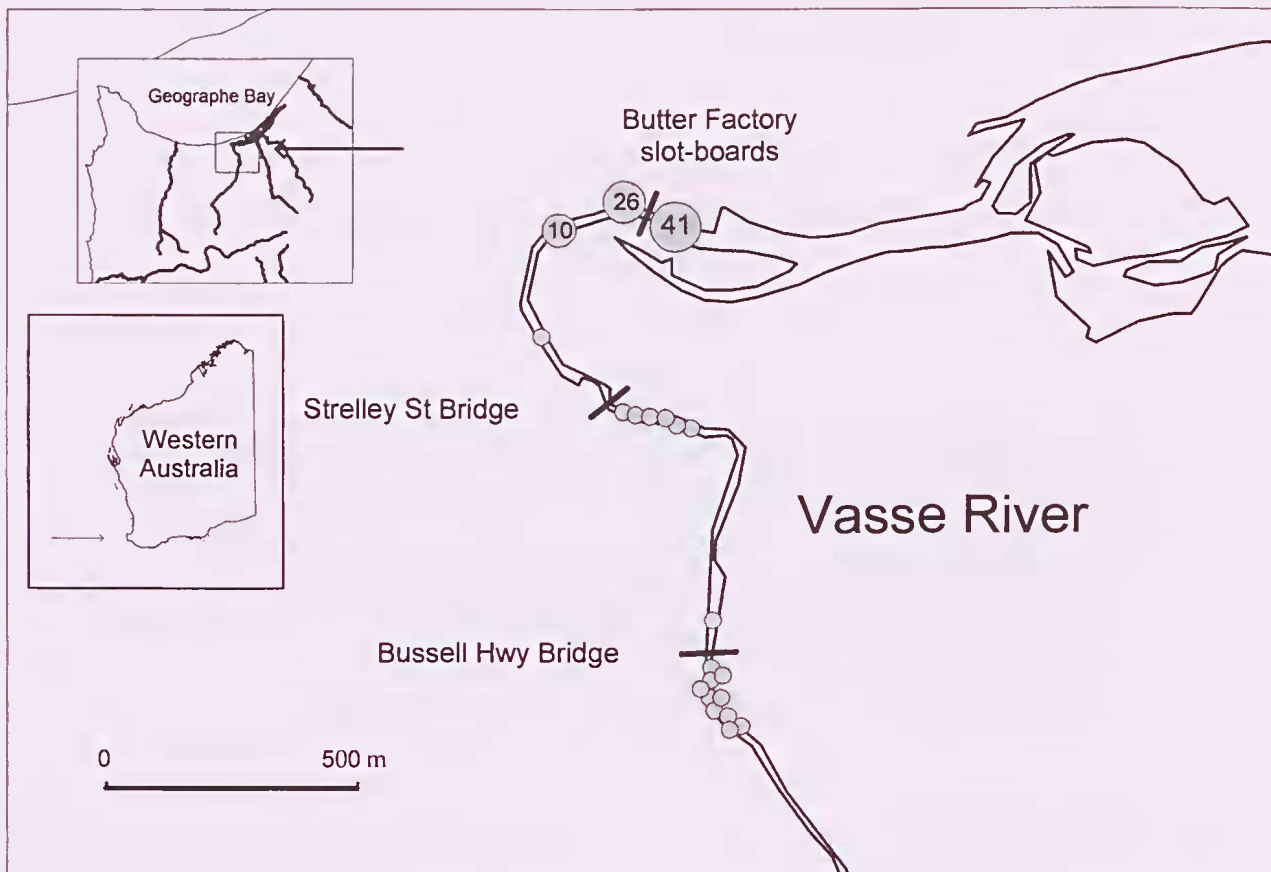 Geographe Bay
Butter Factory
slot-boards
26
10
41
Strelley St Bridge
Western
Australia
Vasse River
Bussell Hwy Bridge
0
500 m